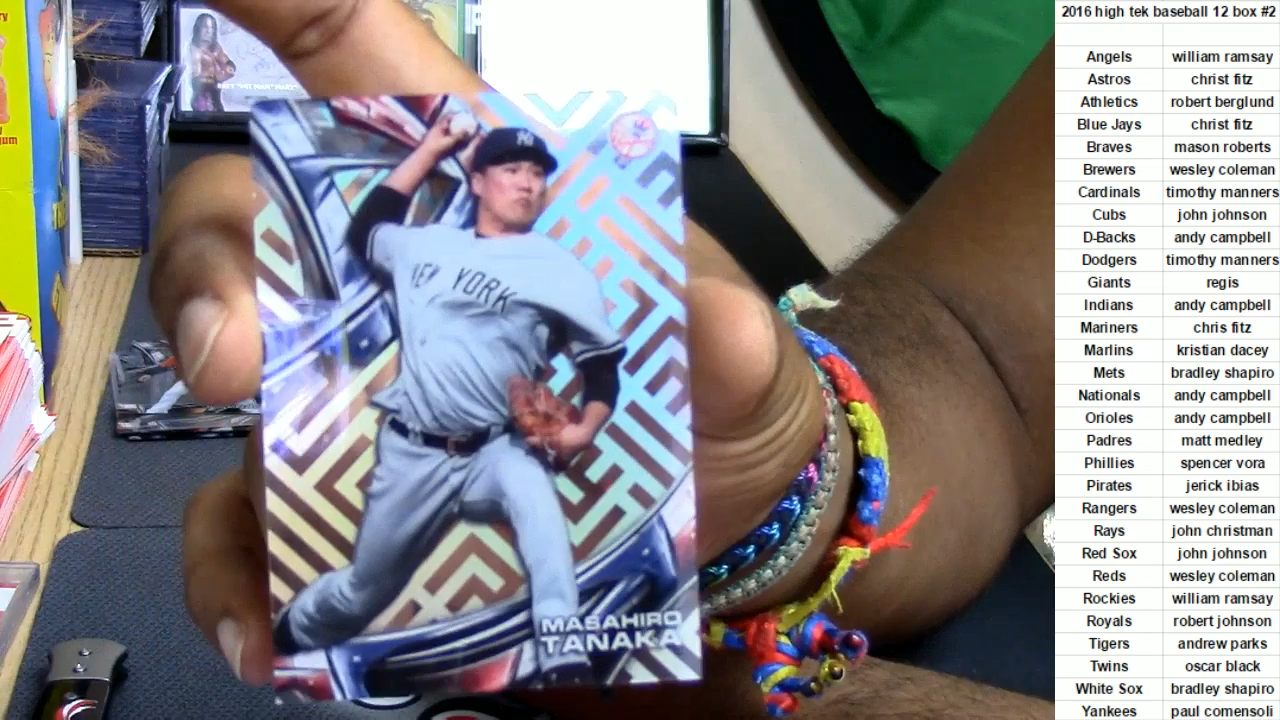 BRET "HIT MAN" HART
NY
NEW YORK
MASAHIRO
TANAKA
2016 high tek baseball 12 box #2
Angels william ramsay
Astros christ fitz
Athletics robert berglund
Blue Jays christ fitz
Braves mason roberts
Brewers wesley coleman
Cardinals timothy manners
Cubs john johnson
D-Backs andy campbell
Dodgers timothy manners
Giants regis
Indians andy campbell
Mariners chris fitz
Marlins kristian dacey
Mets bradley shapiro
Nationals andy campbell
Orioles andy campbell
Padres matt medley
Phillies spencer vora
Pirates jerick ibias
Rangers wesley coleman
Rays john christman
Red Sox john johnson
Reds wesley coleman
Rockies william ramsay
Royals robert johnson
Tigers andrew parks
Twins oscar black
White Sox bradley shapiro
Yankees paul comensoli